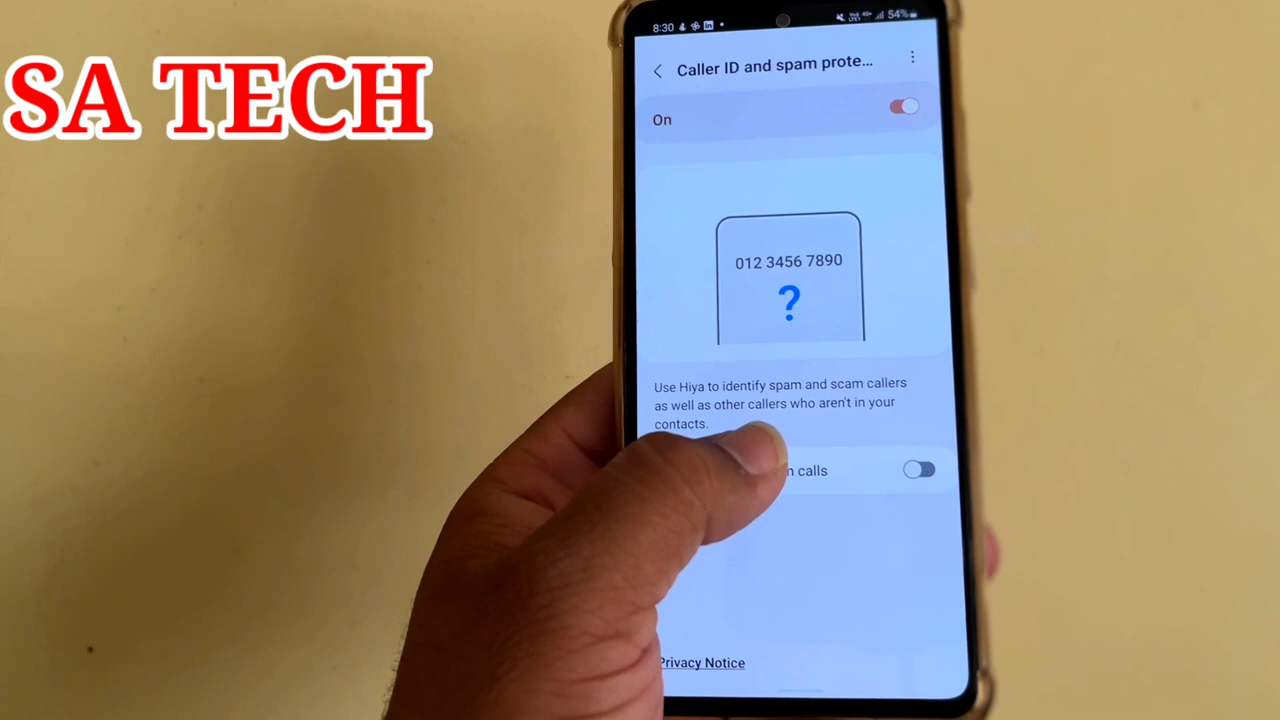 SA TECH
8:30
54%
Caller ID and spam prote...
On
012 3456 7890
?
Use Hiya to identify spam and scam callers
as well as other callers who aren't in your
contacts.
calls
Privacy Notice